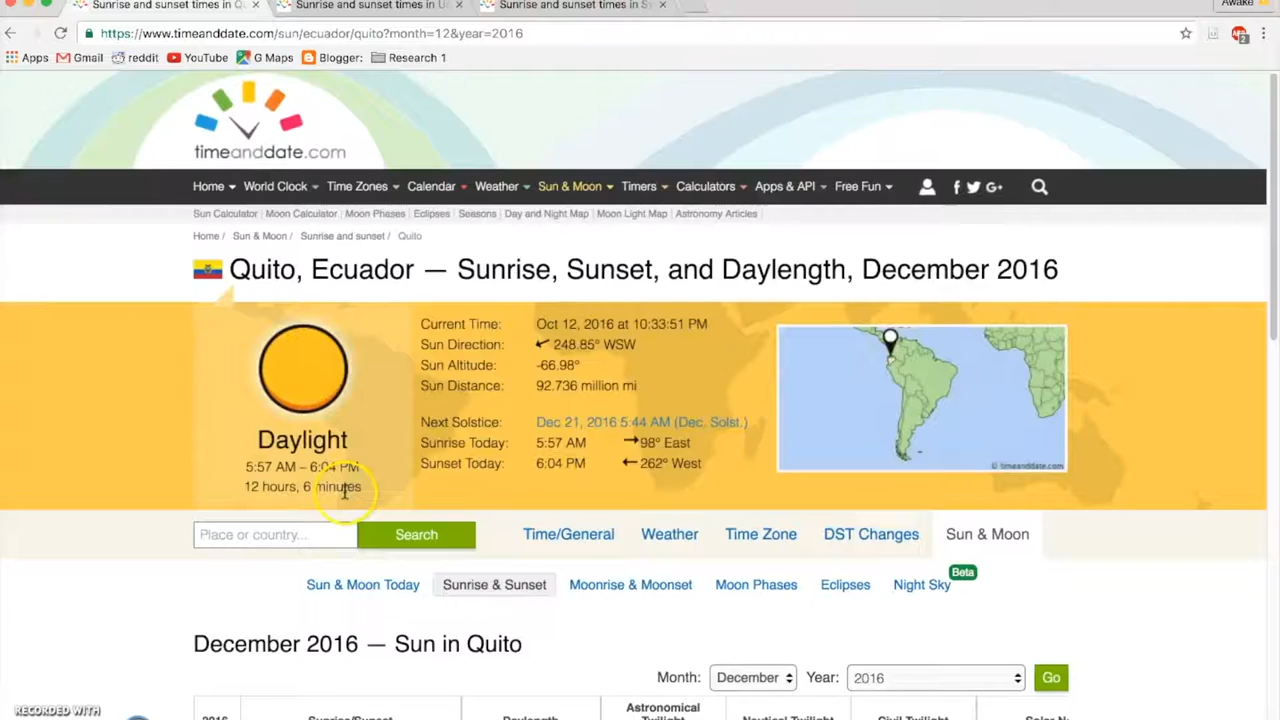 Sunrise and sunset times in Q
Sunrise and sunset times in U
Sunrise and sunset times in S
Awake
https://www.timeanddate.com/sun/ecuador/quito?month=12&year=2016
Apps Gmail reddit YouTube G Maps Blogger: Research 1
timeanddate.com
Home World Clock Time Zones Calendar Weather Sun & Moon Timers Calculators Apps & API Free Fun
Sun Calculator | Moon Calculator | Moon Phases | Eclipses | Seasons | Day and Night Map | Moon Light Map | Astronomy Articles
Home / Sun & Moon / Sunrise and sunset / Quito
Quito, Ecuador — Sunrise, Sunset, and Daylength, December 2016
Daylight
5:57 AM – 6:04 PM
12 hours, 6 minutes
Current Time: Oct 12, 2016 at 10:33:51 PM
Sun Direction: 248.85° WSW
Sun Altitude: -66.98°
Sun Distance: 92.736 million mi
Next Solstice: Dec 21, 2016 5:44 AM (Dec. Solst.)
Sunrise Today: 5:57 AM 98° East
Sunset Today: 6:04 PM 262° West
© timeanddate.com
Place or country... Search Time/General Weather Time Zone DST Changes Sun & Moon
Sun & Moon Today Sunrise & Sunset Moonrise & Moonset Moon Phases Eclipses Night Sky Beta
December 2016 — Sun in Quito
Month: December Year: 2016 Go
2016 Sunrise/Sunset Daylength Astronomical Twilight Nautical Twilight Civil Twilight Solar N
RECORDED WITH